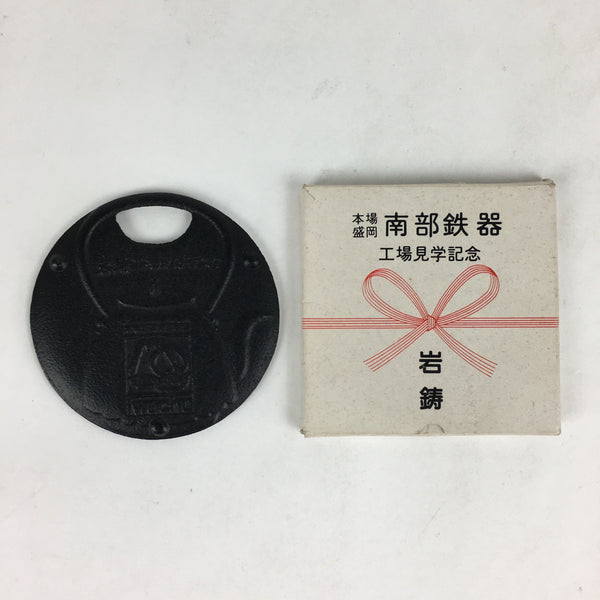 本場
盛岡
南部鉄器
工場見学記念
岩鋳